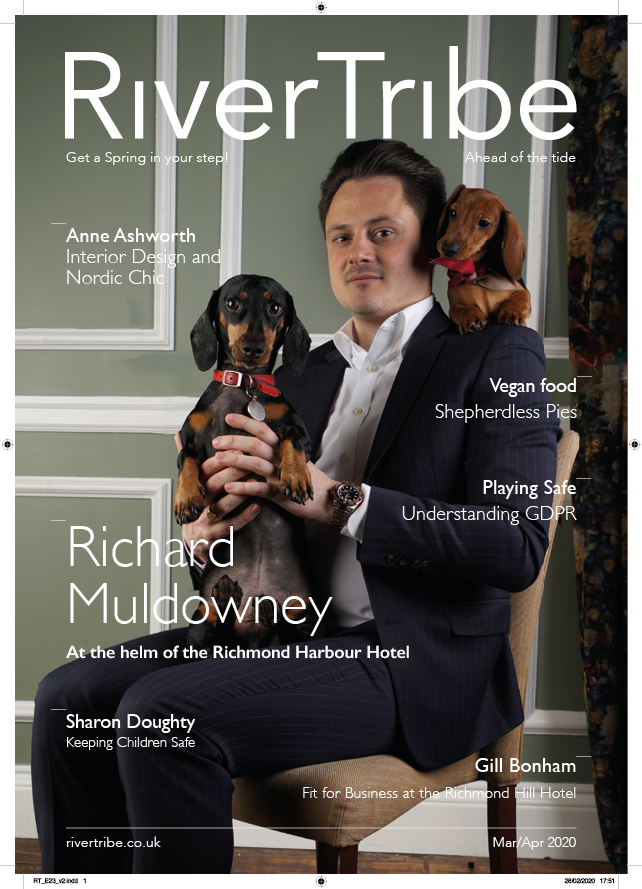 RiverTribe
Get a Spring in your step!
Ahead of the tide
Anne Ashworth
Interior Design and
Nordic Chic
Vegan food
Shepherdless Pies
Playing Safe
Understanding GDPR
Richard
Muldowney
At the helm of the Richmond Harbour Hotel
Sharon Doughty
Keeping Children Safe
Gill Bonham
Fit for Business at the Richmond Hill Hotel
rivertribe.co.uk
Mar/Apr 2020
RT_E23_v2.indd 1
28/02/2020 17:51